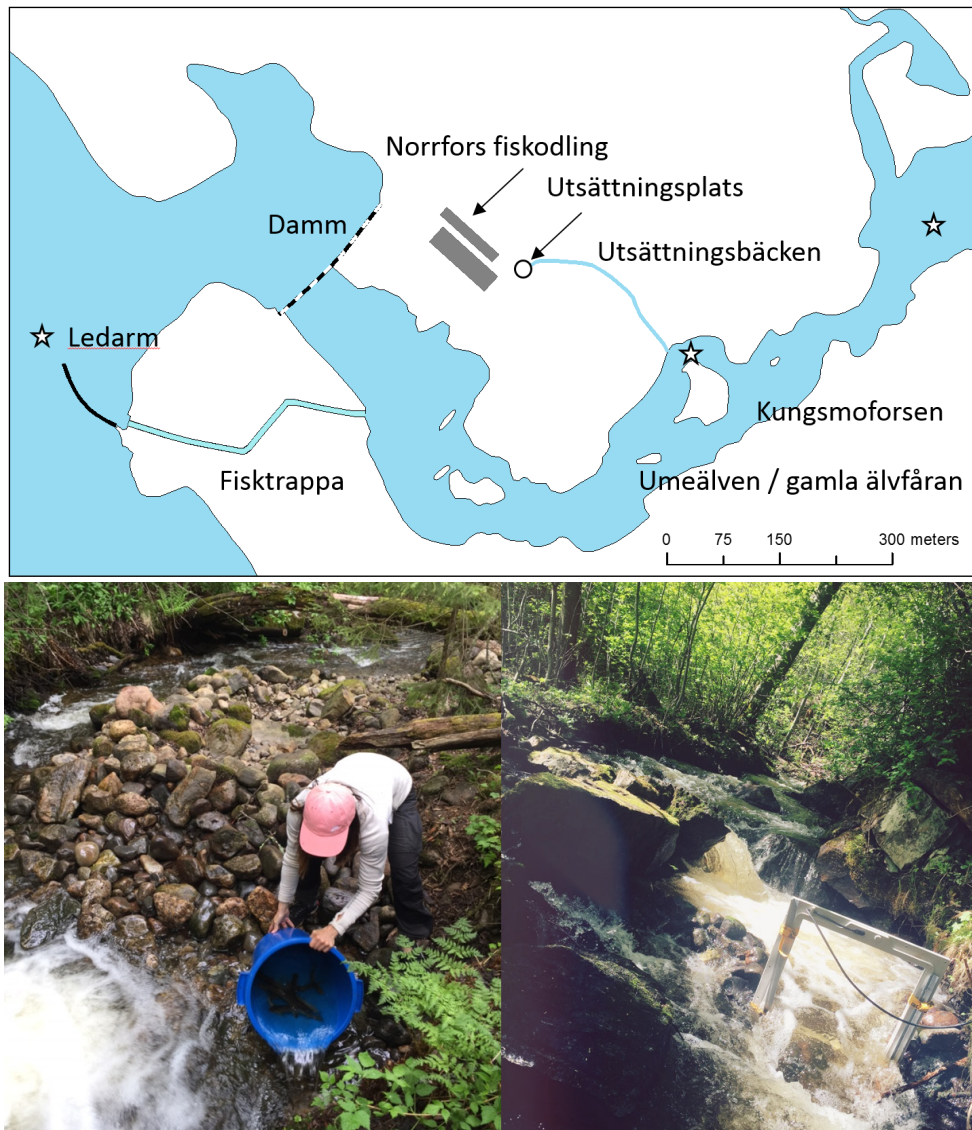 Norrfors fiskodling
Utsättningsplats
Damm
Utsättningsbäcken
Ledarm
Kungsmoforsen
Fisktrappa
Umeälven / gamla älvfåran
0 75 150 300 meters